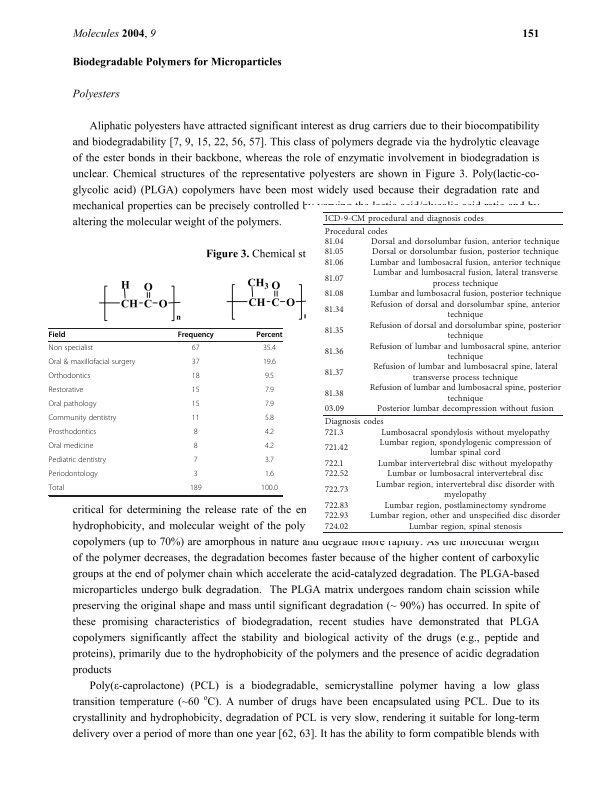 Molecules 2004, 9
151
Biodegradable Polymers for Microparticles
Polyesters
Aliphatic polyesters have attracted significant interest as drug carriers due to their biocompatibility
and biodegradability [7, 9, 15, 22, 56, 57]. This class of polymers degrade via the hydrolytic cleavage
of the ester bonds in their backbone, whereas the role of enzymatic involvement in biodegradation is
unclear. Chemical structures of the representative polyesters are shown in Figure 3. Poly(lactic-co-
glycolic acid) (PLGA) copolymers have been most widely used because their degradation rate and
mechanical properties can be precisely controlled by varying the lactic acid/glycolic acid ratio and by
altering the molecular weight of the polymers.
Figure 3. Chemical st
H O
CH-C-O
n
CH3 O
CH-C-O
Field Frequency Percent
Non specialist 67 35.4
Oral & maxillofacial surgery 37 19.6
Orthodontics 18 9.5
Restorative 15 7.9
Oral pathology 15 7.9
Community dentistry 11 5.8
Prosthodontics 8 4.2
Oral medicine 8 4.2
Pediatric dentistry 7 3.7
Periodontology 3 1.6
Total 189 100.0
ICD-9-CM procedural and diagnosis codes
Procedural codes
81.04 Dorsal and dorsolumbar fusion, anterior technique
81.05 Dorsal or dorsolumbar fusion, posterior technique
81.06 Lumbar and lumbosacral fusion, anterior technique
81.07 Lumbar and lumbosacral fusion, lateral transverse
process technique
81.08 Lumbar and lumbosacral fusion, posterior technique
81.34 Refusion of dorsal and dorsolumbar spine, anterior
technique
81.35 Refusion of dorsal and dorsolumbar spine, posterior
technique
81.36 Refusion of lumbar and lumbosacral spine, anterior
technique
81.37 Refusion of lumbar and lumbosacral spine, lateral
transverse process technique
81.38 Refusion of lumbar and lumbosacral spine, posterior
technique
03.09 Posterior lumbar decompression without fusion
Diagnosis codes
721.3 Lumbosacral spondylosis without myelopathy
721.42 Lumbar region, spondylogenic compression of
lumbar spinal cord
722.1 Lumbar intervertebral disc without myelopathy
722.52 Lumbar or lumbosacral intervertebral disc
722.73 Lumbar region, intervertebral disc disorder with
myelopathy
722.83 Lumbar region, postlaminectomy syndrome
722.93 Lumbar region, other and unspecified disc disorder
724.02 Lumbar region, spinal stenosis
critical for determining the release rate of the en
hydrophobicity, and molecular weight of the poly
copolymers (up to 70%) are amorphous in nature and degrade more rapidly. As the molecular weight
of the polymer decreases, the degradation becomes faster because of the higher content of carboxylic
groups at the end of polymer chain which accelerate the acid-catalyzed degradation. The PLGA-based
microparticles undergo bulk degradation. The PLGA matrix undergoes random chain scission while
preserving the original shape and mass until significant degradation (~ 90%) has occurred. In spite of
these promising characteristics of biodegradation, recent studies have demonstrated that PLGA
copolymers significantly affect the stability and biological activity of the drugs (e.g., peptide and
proteins), primarily due to the hydrophobicity of the polymers and the presence of acidic degradation
products
Poly(ε-caprolactone) (PCL) is a biodegradable, semicrystalline polymer having a low glass
transition temperature (~60 °C). A number of drugs have been encapsulated using PCL. Due to its
crystallinity and hydrophobicity, degradation of PCL is very slow, rendering it suitable for long-term
delivery over a period of more than one year [62, 63]. It has the ability to form compatible blends with